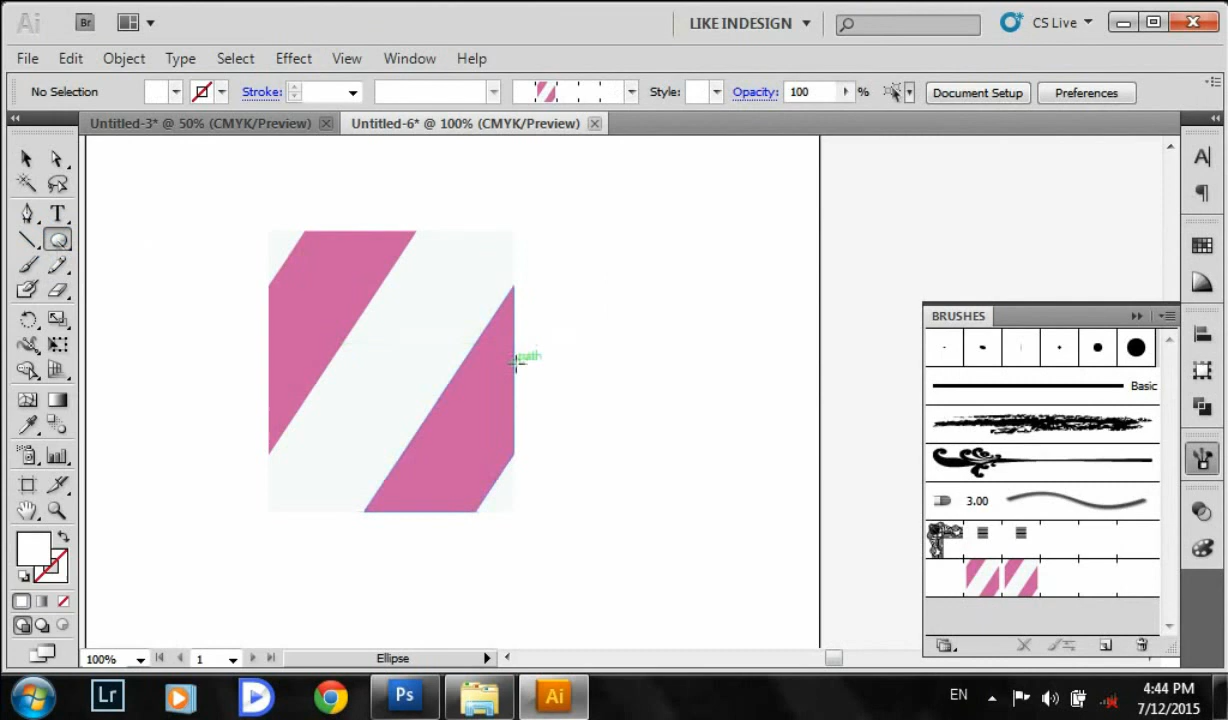 Ai
Br
LIKE INDESIGN
CS Live
File Edit Object Type Select Effect View Window Help
No Selection
Stroke:
Style:
Opacity: 100 %
Document Setup
Preferences
Untitled-3* @ 50% (CMYK/Preview)
Untitled-6* @ 100% (CMYK/Preview)
path
BRUSHES
Basic
3.00
100%
1
Ellipse
Lr
Ps
Ai
EN
4:44 PM
7/12/2015